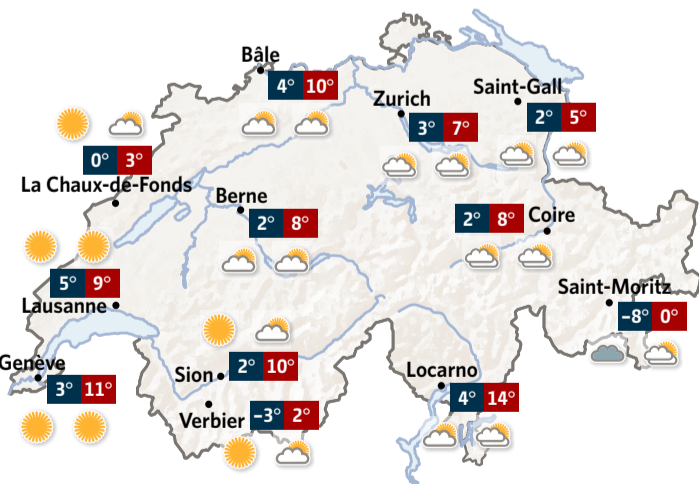 Bâle
4° 10°
Zurich
3° 7°
Saint-Gall
2° 5°
0° 3°
La Chaux-de-Fonds
Berne
2° 8°
2° 8° Coire
5° 9°
Lausanne
Saint-Moritz
–8° 0°
Genève
3° 11°
Sion 2° 10°
Locarno
4° 14°
Verbier –3° 2°